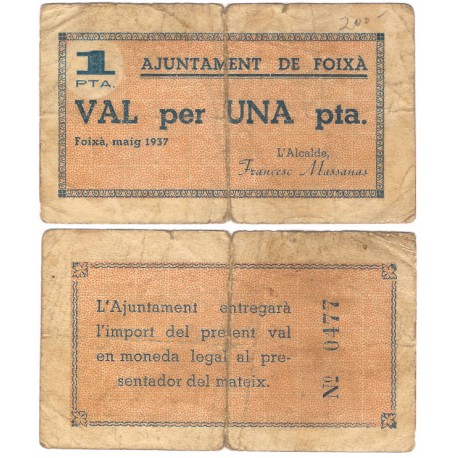 200-
1
PTA.
AJUNTAMENT DE FOIXÀ
VAL per UNA pta.
Foixà, maig 1937
L'Alcalde,
Francesc Massanas
L'Ajuntament entregarà
l'import del present val
en moneda legal al pre-
sentador del mateix.
Nº 0477